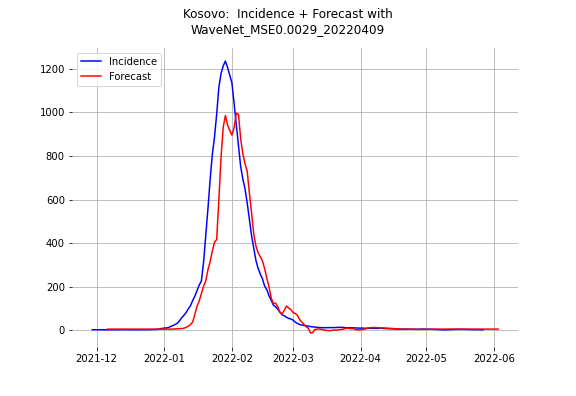 Kosovo:  Incidence + Forecast with
WaveNet_MSE0.0029_20220409
Incidence
Forecast
1200
1000
800
600
400
200
0
2021-12 2022-01 2022-02 2022-03 2022-04 2022-05 2022-06